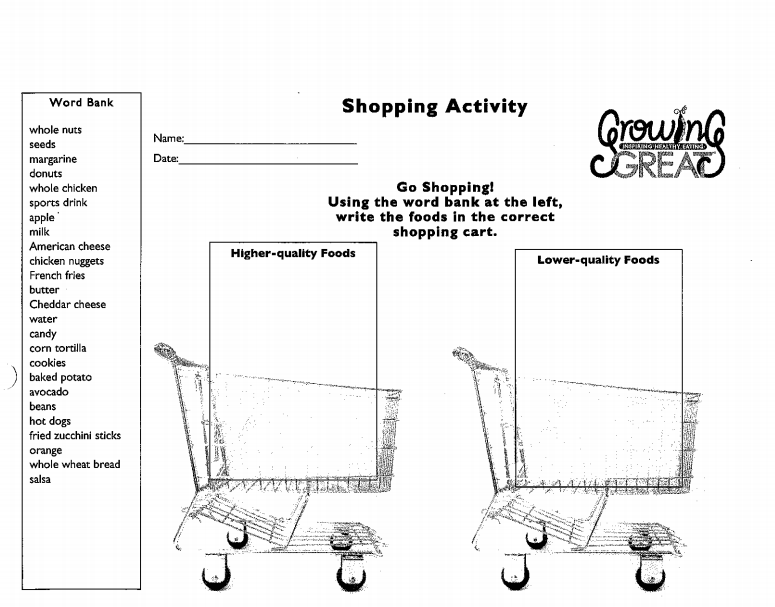 Word Bank
whole nuts
seeds
margarine
donuts
whole chicken
sports drink
apple
milk
American cheese
chicken nuggets
French fries
butter
Cheddar cheese
water
candy
corn tortilla
cookies
baked potato
avocado
beans
hot dogs
fried zucchini sticks
orange
whole wheat bread
salsa
Shopping Activity
Name:
Date:
GrowinG
INSPIRING HEALTHY EATING
GREAT
Go Shopping!
Using the word bank at the left,
write the foods in the correct
shopping cart.
Higher-quality Foods
Lower-quality Foods